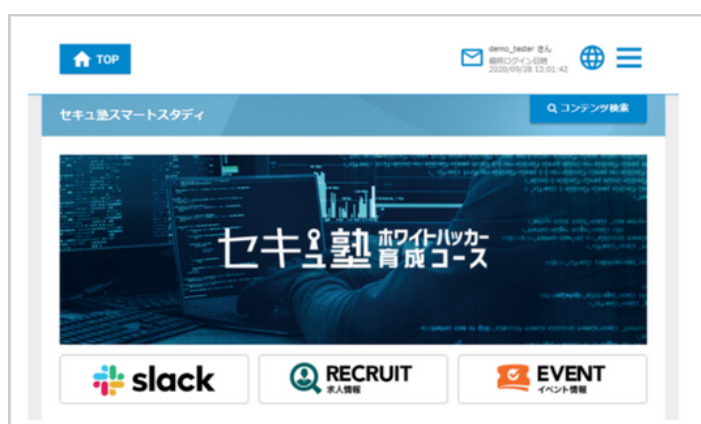 TOP
demo_tester さん
最終ログイン日時
2020/09/28 13:01:42
セキュ塾スマートスタディ
コンテンツ検索
セキュ塾 ホワイトハッカー
育成コース
slack
RECRUIT
求人情報
EVENT
イベント情報